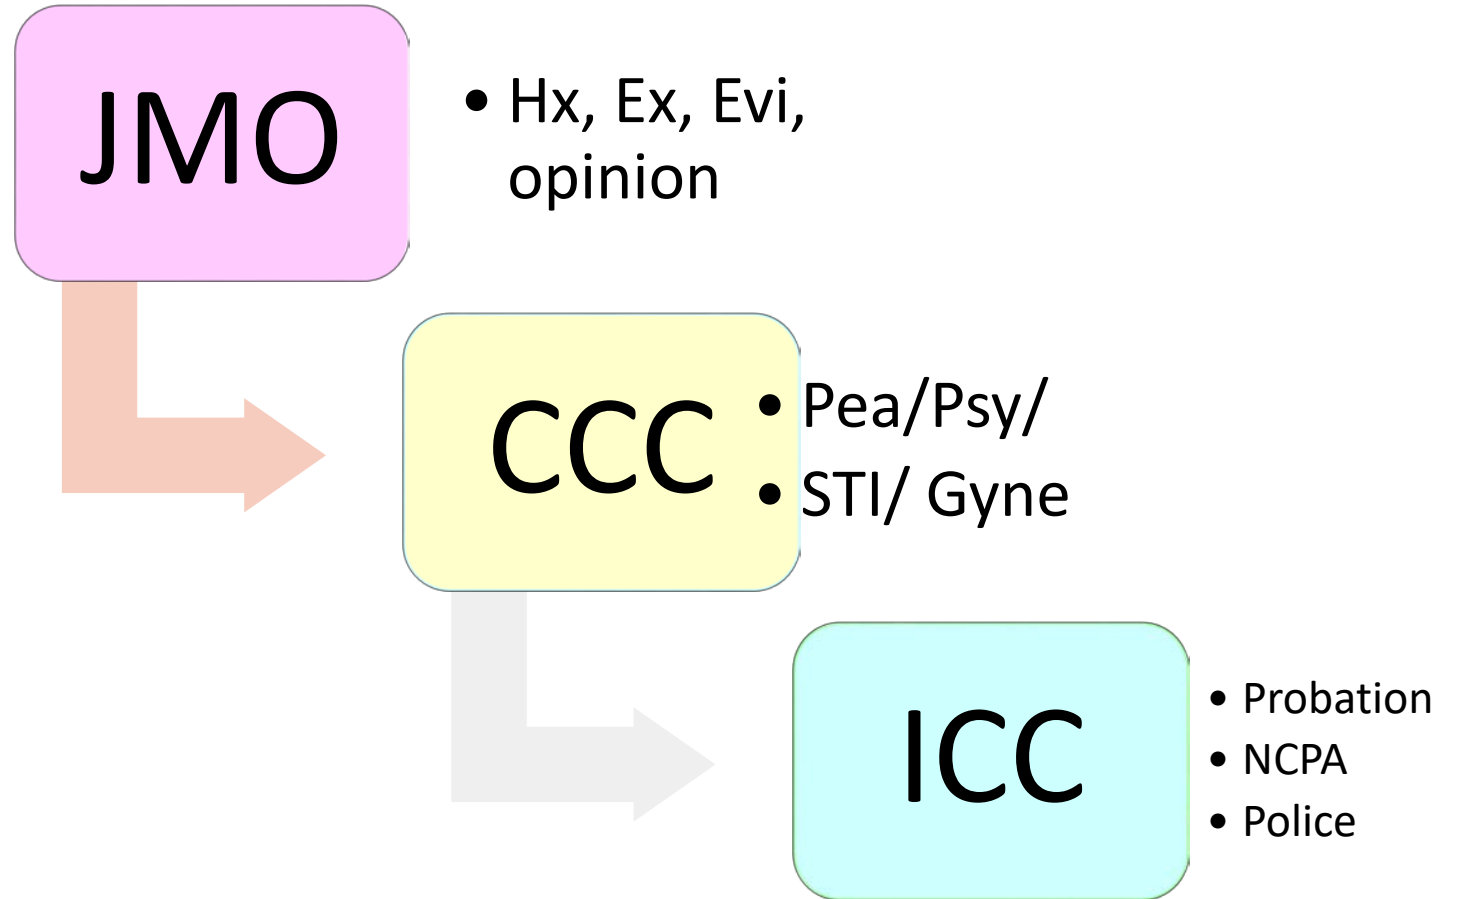 JMO
• Hx, Ex, Evi,
opinion
CCC
• Pea/Psy/
• STI/ Gyne
ICC
• Probation
• NCPA
• Police